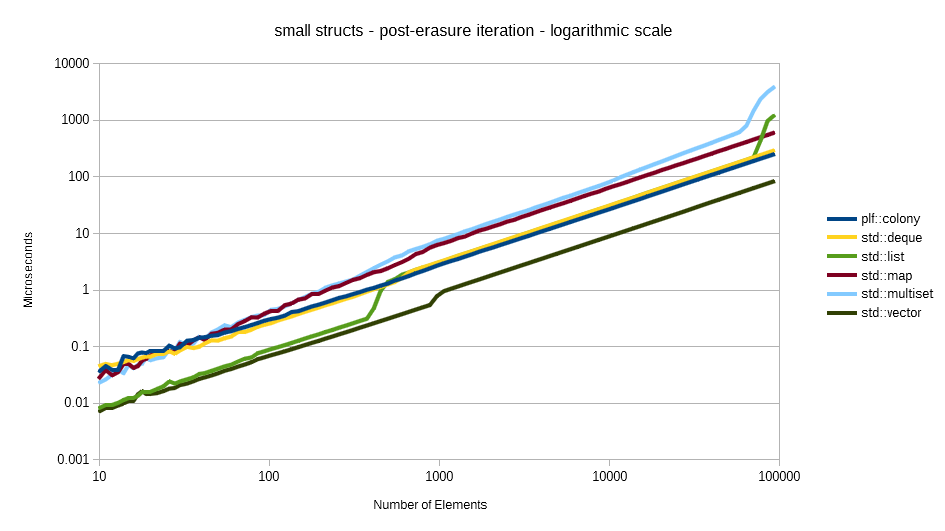 small structs - post-erasure iteration - logarithmic scale
10000
1000
100
10
1
0.1
0.01
0.001
Microseconds
10 100 1000 10000 100000
Number of Elements
plf::colony
std::deque
std::list
std::map
std::multiset
std::vector